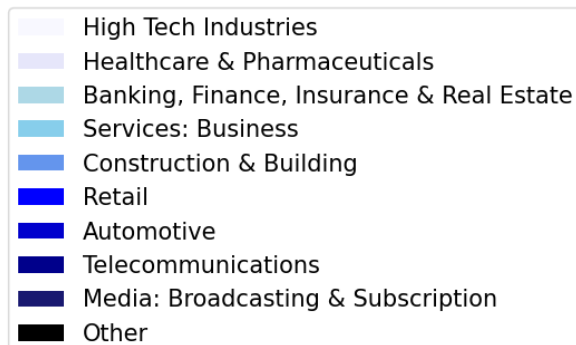 High Tech Industries
Healthcare & Pharmaceuticals
Banking, Finance, Insurance & Real Estate
Services: Business
Construction & Building
Retail
Automotive
Telecommunications
Media: Broadcasting & Subscription
Other